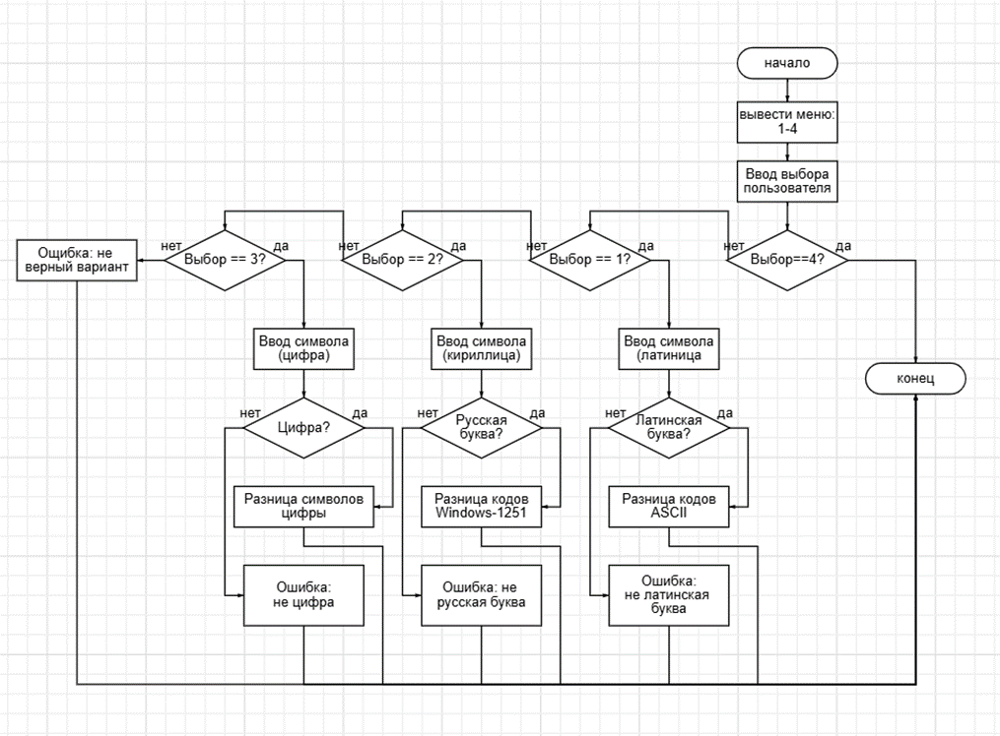 начало
вывести меню:
1-4
Ввод выбора
пользователя
нет
да
Выбор==4?
нет
да
Выбор == 1?
нет
да
Выбор == 2?
нет
да
Выбор == 3?
Ощибка: не
верный вариант
Ввод символа
(цифра)
Ввод символа
(кириллица)
Ввод символа
(латиница
конец
нет
да
Цифра?
нет
да
Русская
буква?
нет
да
Латинская
буква?
Разница символов
цифры
Разница кодов
Windows-1251
Разница кодов
ASCII
Ошибка:
не цифра
Ошибка: не
русская буква
Ошибка:
не латинская
буква